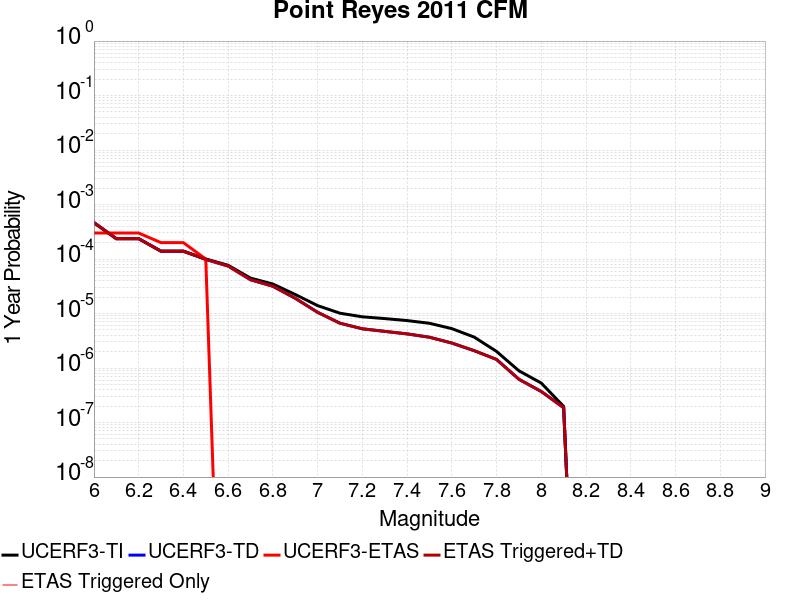 Point Reyes 2011 CFM
10^0
10^-1
10^-2
10^-3
10^-4
10^-5
10^-6
10^-7
10^-8
1 Year Probability
6 6.2 6.4 6.6 6.8 7 7.2 7.4 7.6 7.8 8 8.2 8.4 8.6 8.8 9
Magnitude
UCERF3-TI UCERF3-TD UCERF3-ETAS ETAS Triggered+TD
ETAS Triggered Only